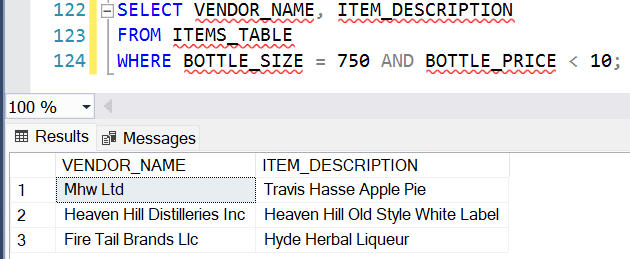 122 SELECT VENDOR_NAME, ITEM_DESCRIPTION
123 FROM ITEMS_TABLE
124 WHERE BOTTLE_SIZE = 750 AND BOTTLE_PRICE < 10;
100 %
Results Messages
VENDOR_NAME ITEM_DESCRIPTION
1 Mhw Ltd Travis Hasse Apple Pie
2 Heaven Hill Distilleries Inc Heaven Hill Old Style White Label
3 Fire Tail Brands Llc Hyde Herbal Liqueur